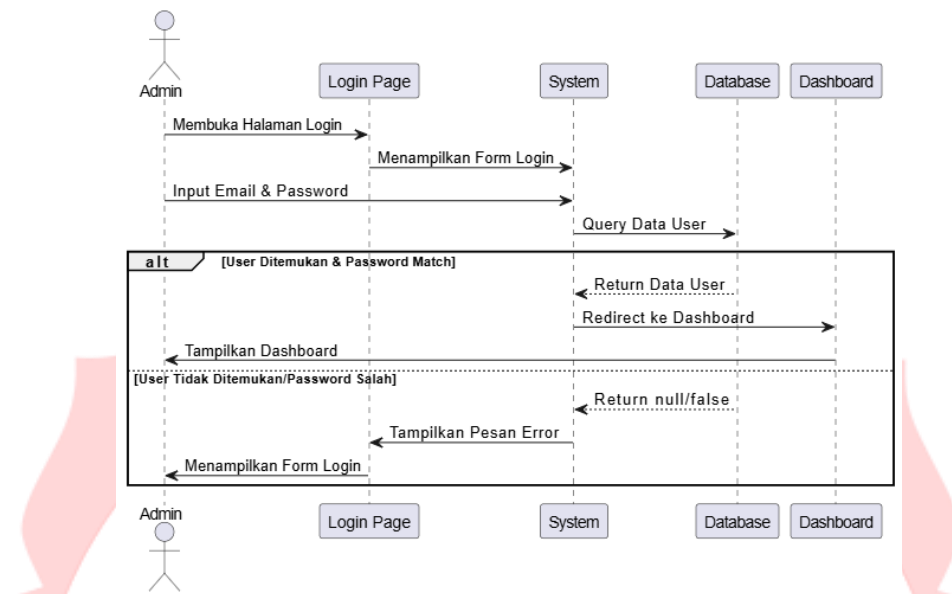 Admin
Login Page
System
Database
Dashboard
Membuka Halaman Login
Menampilkan Form Login
Input Email & Password
Query Data User
alt
[User Ditemukan & Password Match]
Return Data User
Redirect ke Dashboard
Tampilkan Dashboard
[User Tidak Ditemukan/Password Salah]
Return null/false
Tampilkan Pesan Error
Menampilkan Form Login
Admin
Login Page
System
Database
Dashboard